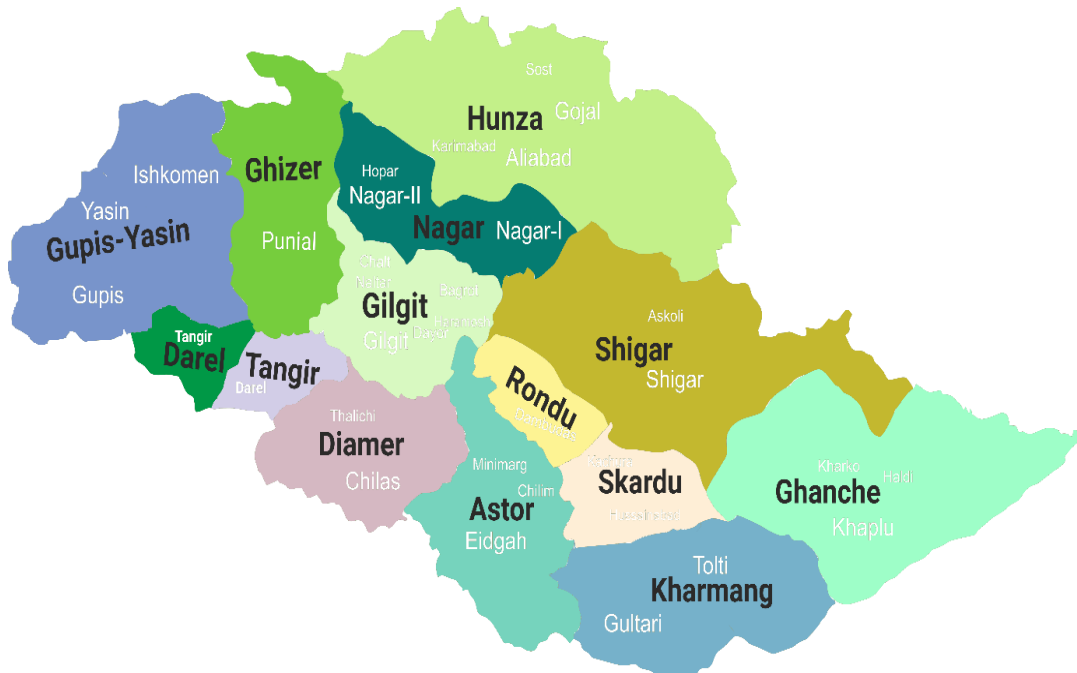 Sost
Gojal
Hunza
Karimabad
Aliabad
Ishkomen
Yasin
Gupis-Yasin
Gupis
Ghizer
Punial
Hopar
Nagar-II
Nagar
Nagar-I
Chalt
Gilgit
Gilgit
Tangir
Darel
Tangir
Darel
Thalichi
Diamer
Chilas
Minimarg
Chilim
Astor
Eidgah
Rondu
Askoli
Shigar
Shigar
Skardu
Kharko
Haldi
Ghanche
Khaplu
Tolti
Kharmang
Gultari